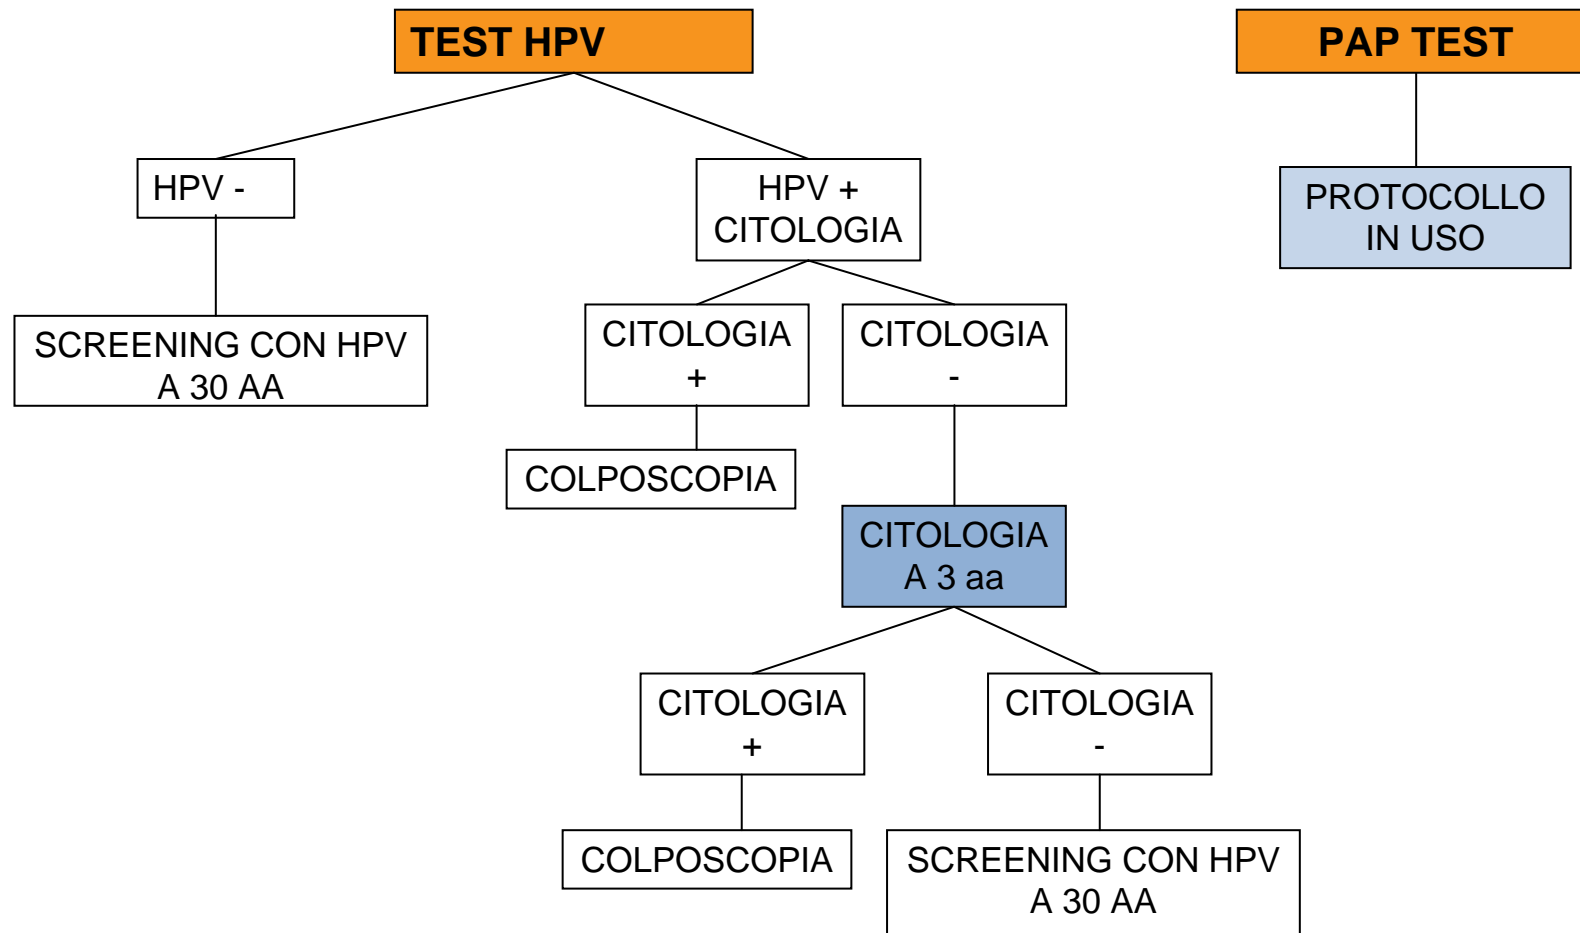 TEST HPV
PAP TEST
HPV -
HPV +
CITOLOGIA
PROTOCOLLO
IN USO
SCREENING CON HPV
A 30 AA
CITOLOGIA
+
CITOLOGIA
-
COLPOSCOPIA
CITOLOGIA
A 3 aa
CITOLOGIA
+
CITOLOGIA
-
COLPOSCOPIA
SCREENING CON HPV
A 30 AA